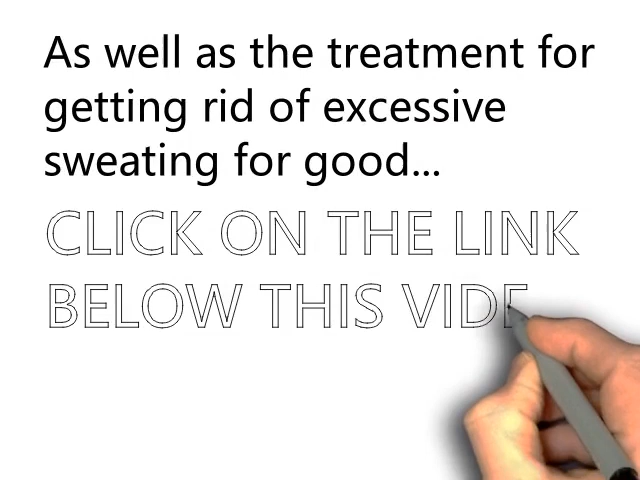 As well as the treatment for
getting rid of excessive
sweating for good...
CLICK ON THE LINK
BELOW THIS VIDE